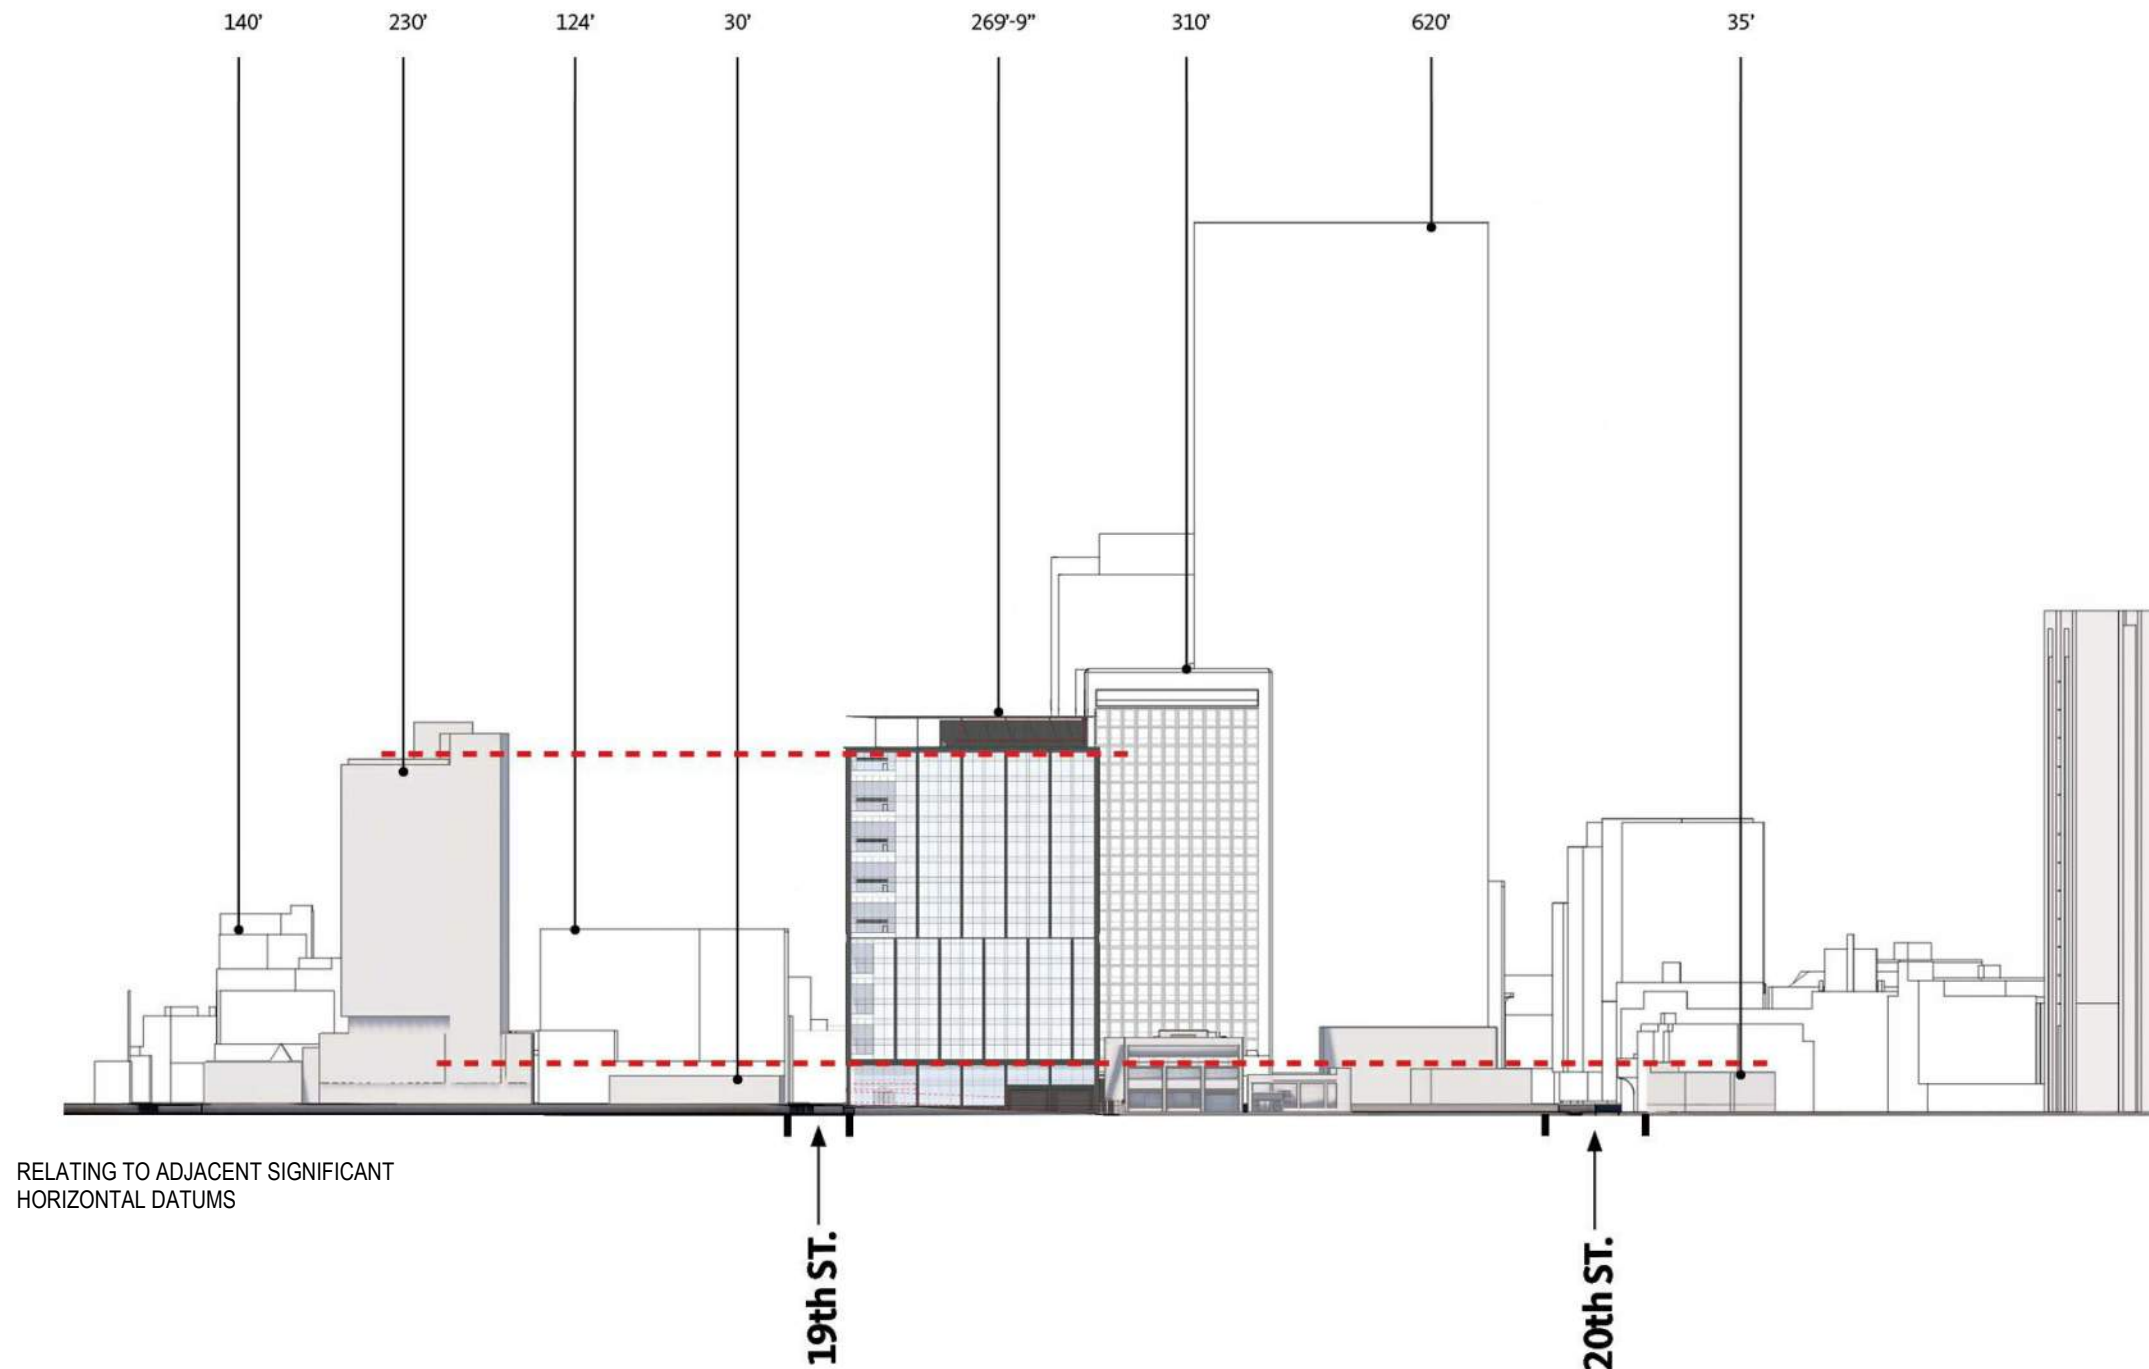 140'
230'
124'
30'
269'-9"
310'
620'
35'
RELATING TO ADJACENT SIGNIFICANT
HORIZONTAL DATUMS
19th ST.
20th ST.